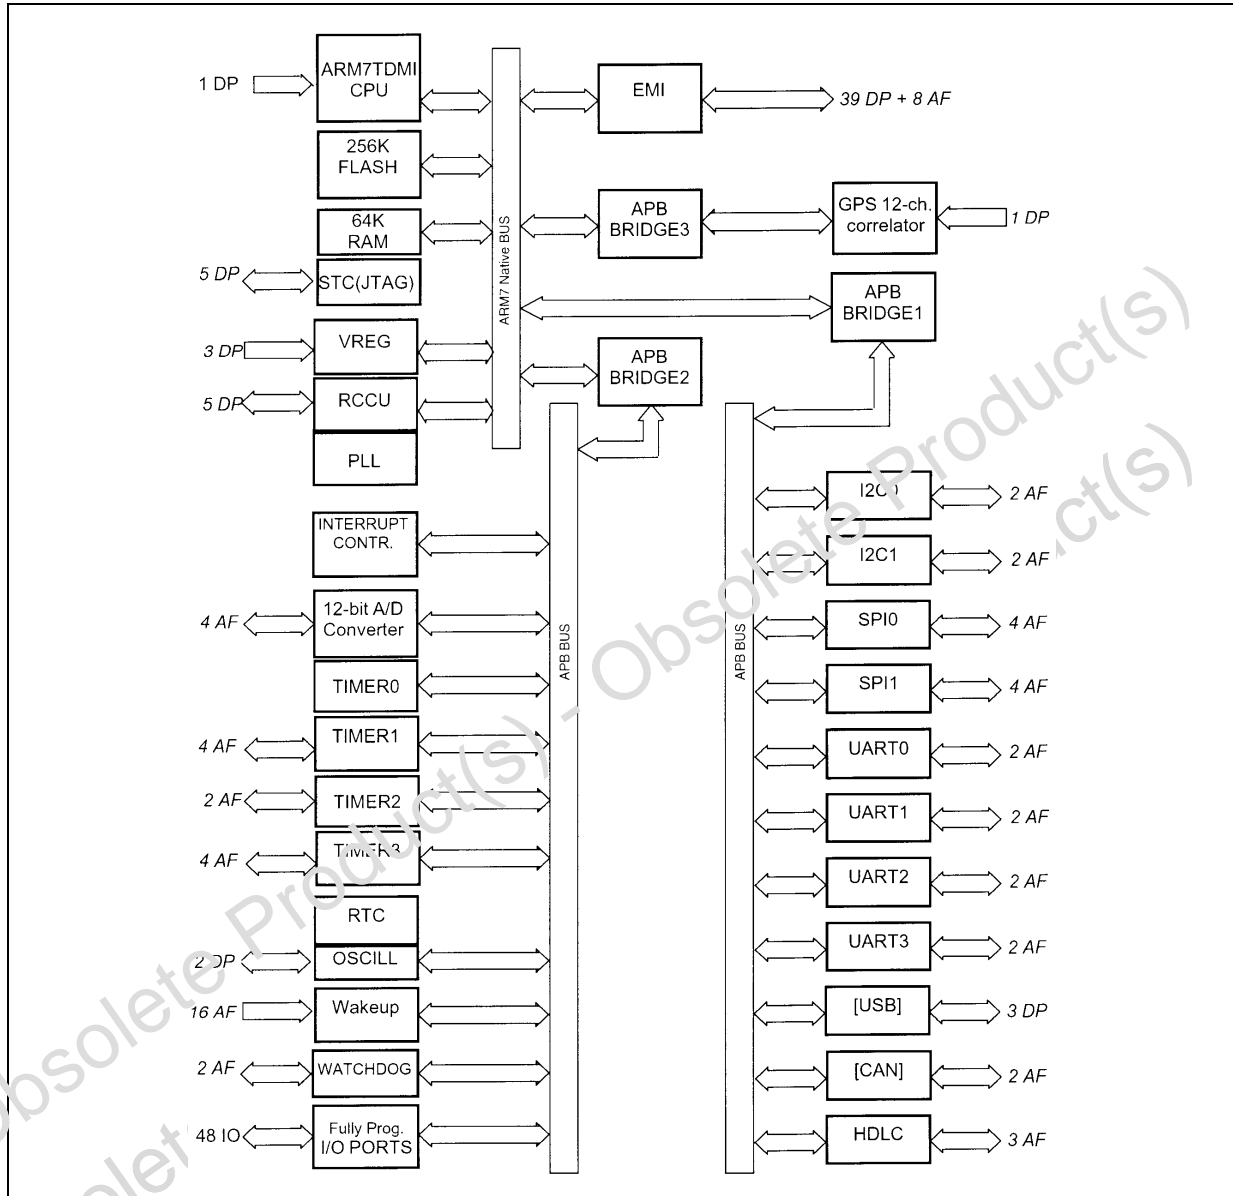 1 DP
ARM7TDMI
CPU
EMI
39 DP + 8 AF
256K
FLASH
64K
RAM
APB
BRIDGE3
GPS 12-ch.
correlator
1 DP
5 DP
STC(JTAG)
ARM7 Native BUS
APB
BRIDGE1
3 DP
VREG
APB
BRIDGE2
5 DP
RCCU
PLL
INTERRUPT
CONTR.
4 AF
12-bit A/D
Converter
TIMER0
4 AF
TIMER1
2 AF
TIMER2
4 AF
TIMER3
RTC
2 DP
OSCILL
16 AF
Wakeup
2 AF
WATCHDOG
48 IO
Fully Prog.
I/O PORTS
APB BUS
APB BUS
I2C0
2 AF
I2C1
2 AF
SPI0
4 AF
SPI1
4 AF
UART0
2 AF
UART1
2 AF
UART2
2 AF
UART3
2 AF
[USB]
3 DP
[CAN]
2 AF
HDLC
3 AF
Obsolete Product(s) - Obsolete Product(s)